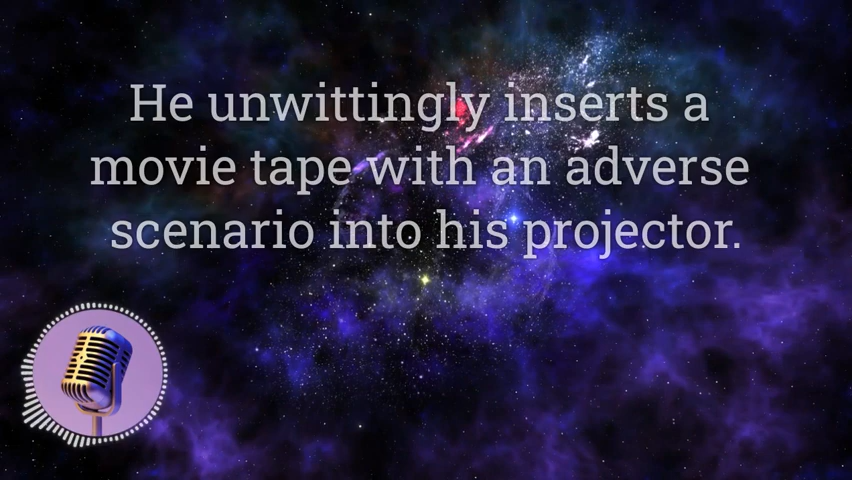 He unwittingly inserts a
movie tape with an adverse
scenario into his projector.